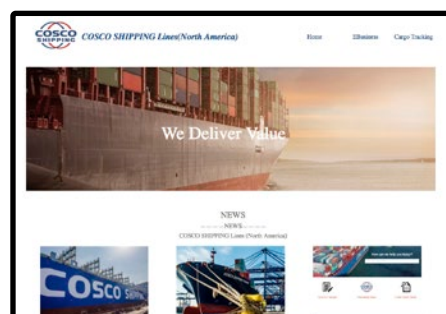 COSCO
SHIPPING
COSCO SHIPPING Lines(North America)
Home
EBusiness
Cargo Tracking
We Deliver Value
NEWS
NEWS
COSCO SHIPPING Lines (North America)
COSCO